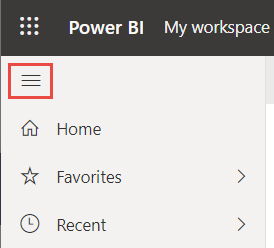 Power BI My workspace
Home
Favorites
Recent